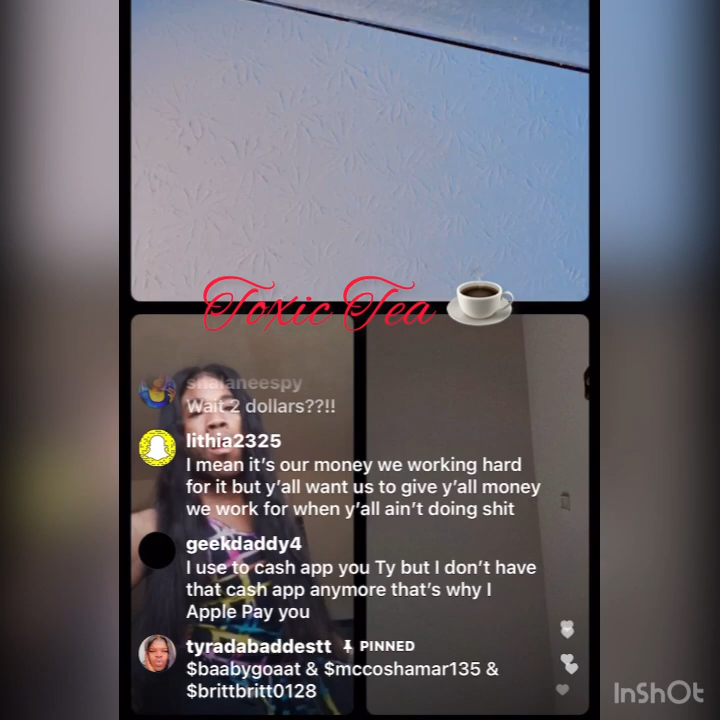 Toxic Tea
shalaneespy
Wait 2 dollars??!!
lithia2325
I mean it's our money we working hard
for it but y'all want us to give y'all money
we work for when y'all ain't doing shit
geekdaddy4
I use to cash app you Ty but I don't have
that cash app anymore that's why I
Apple Pay you
tyradabaddestt PINNED
$baabygoaat & $mccoshamar135 &
$brittbritt0128
InShOt